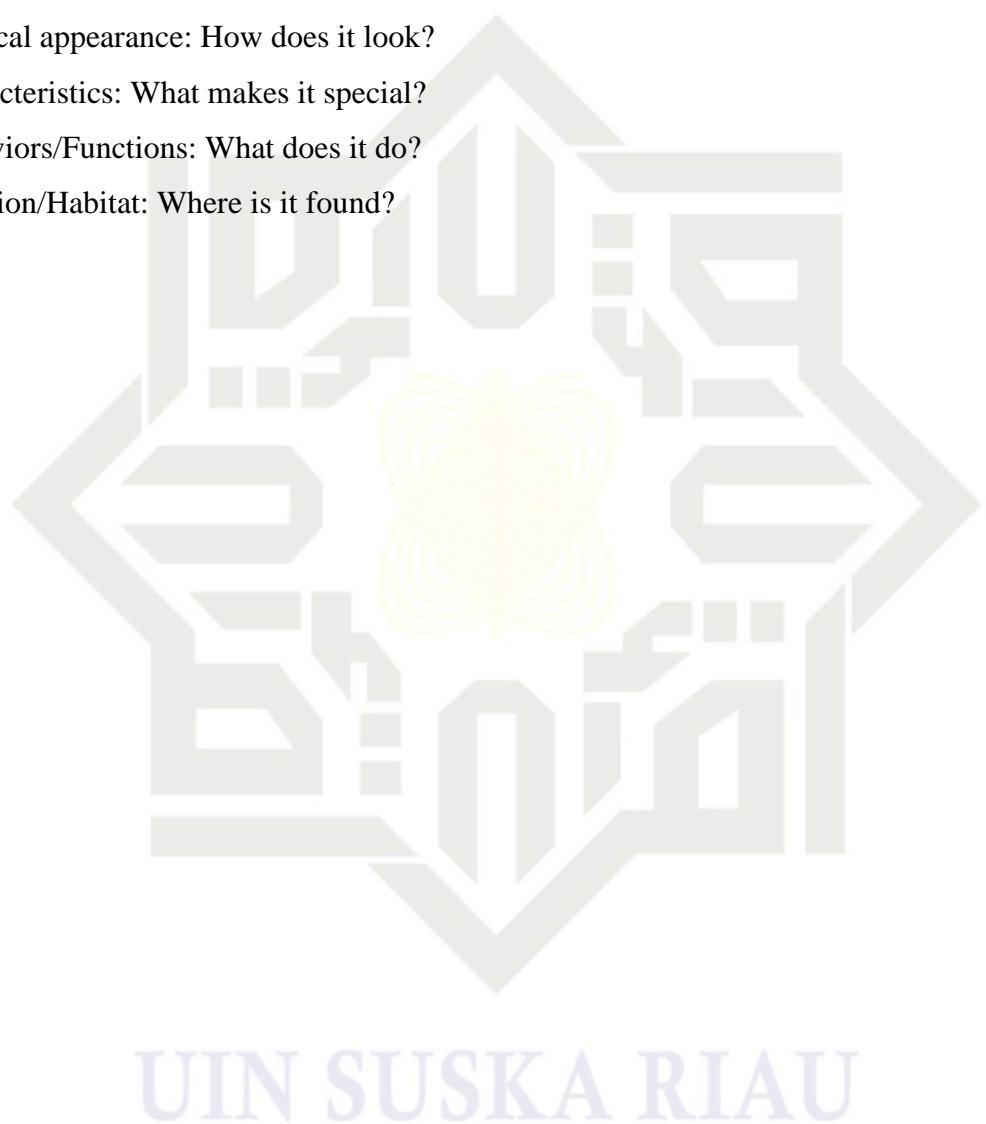 cal appearance: How does it look?
cteristics: What makes it special?
viors/Functions: What does it do?
ion/Habitat: Where is it found?
UIN SUSKA RIAU